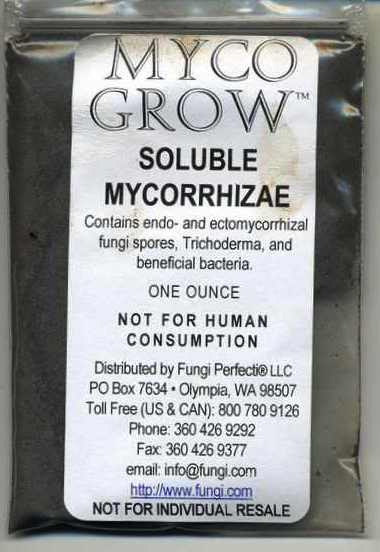 MYCO
GROW™
SOLUBLE
MYCORRHIZAE
Contains endo- and ectomycorrhizal
fungi spores, Trichoderma, and
beneficial bacteria.
ONE OUNCE
NOT FOR HUMAN
CONSUMPTION
Distributed by Fungi Perfecti® LLC
PO Box 7634 • Olympia, WA 98507
Toll Free (US & CAN): 800 780 9126
Phone: 360 426 9292
Fax: 360 426 9377
email: info@fungi.com
http://www.fungi.com
NOT FOR INDIVIDUAL RESALE